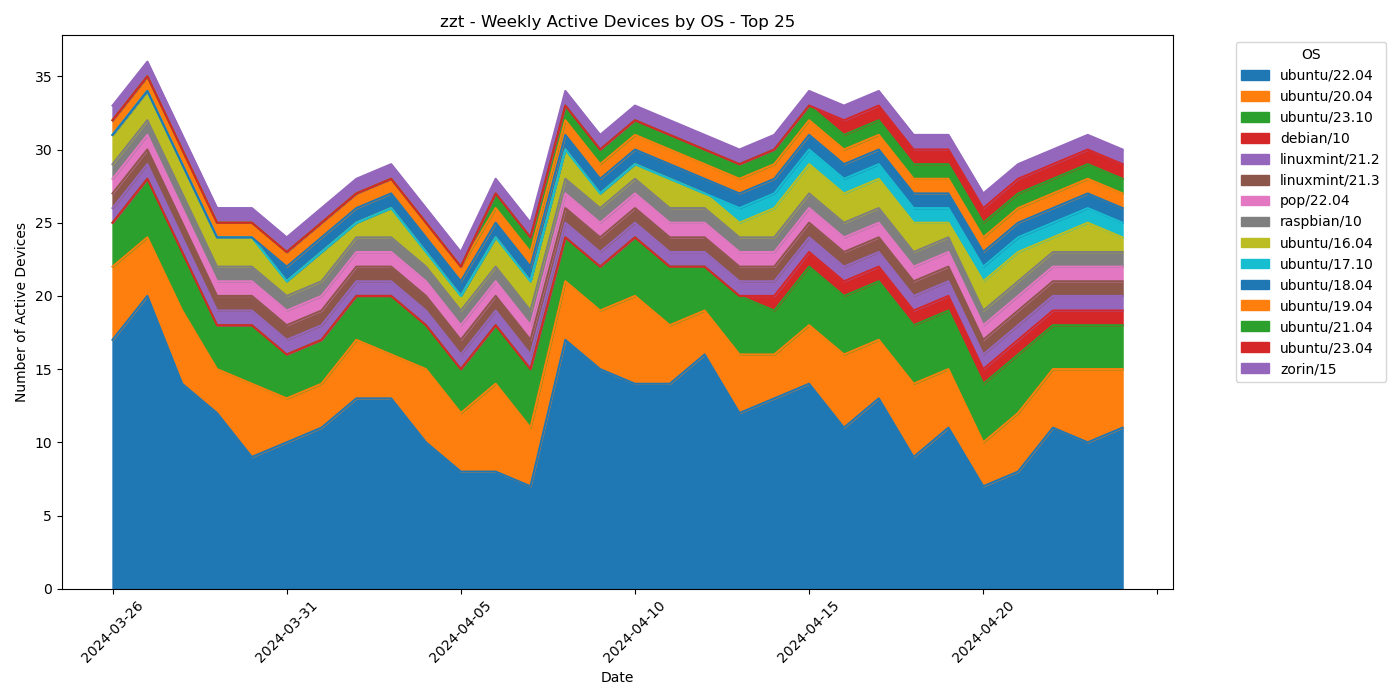 zzt - Weekly Active Devices by OS - Top 25
Number of Active Devices
35
30
25
20
15
10
5
0
2024-03-26
2024-03-31
2024-04-05
2024-04-10
2024-04-15
2024-04-20
Date
OS
ubuntu/22.04
ubuntu/20.04
ubuntu/23.10
debian/10
linuxmint/21.2
linuxmint/21.3
pop/22.04
raspbian/10
ubuntu/16.04
ubuntu/17.10
ubuntu/18.04
ubuntu/19.04
ubuntu/21.04
ubuntu/23.04
zorin/15